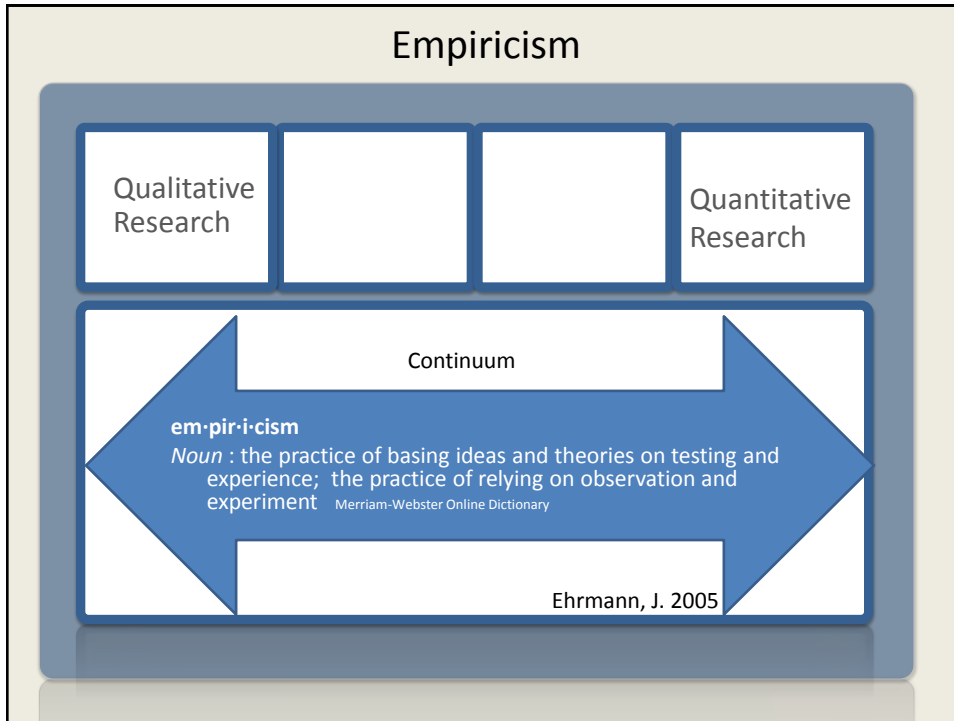 Empiricism
Qualitative
Research
Quantitative
Research
Continuum
em·pir·i·cism
Noun : the practice of basing ideas and theories on testing and
experience; the practice of relying on observation and
experiment Merriam-Webster Online Dictionary
Ehrmann, J. 2005